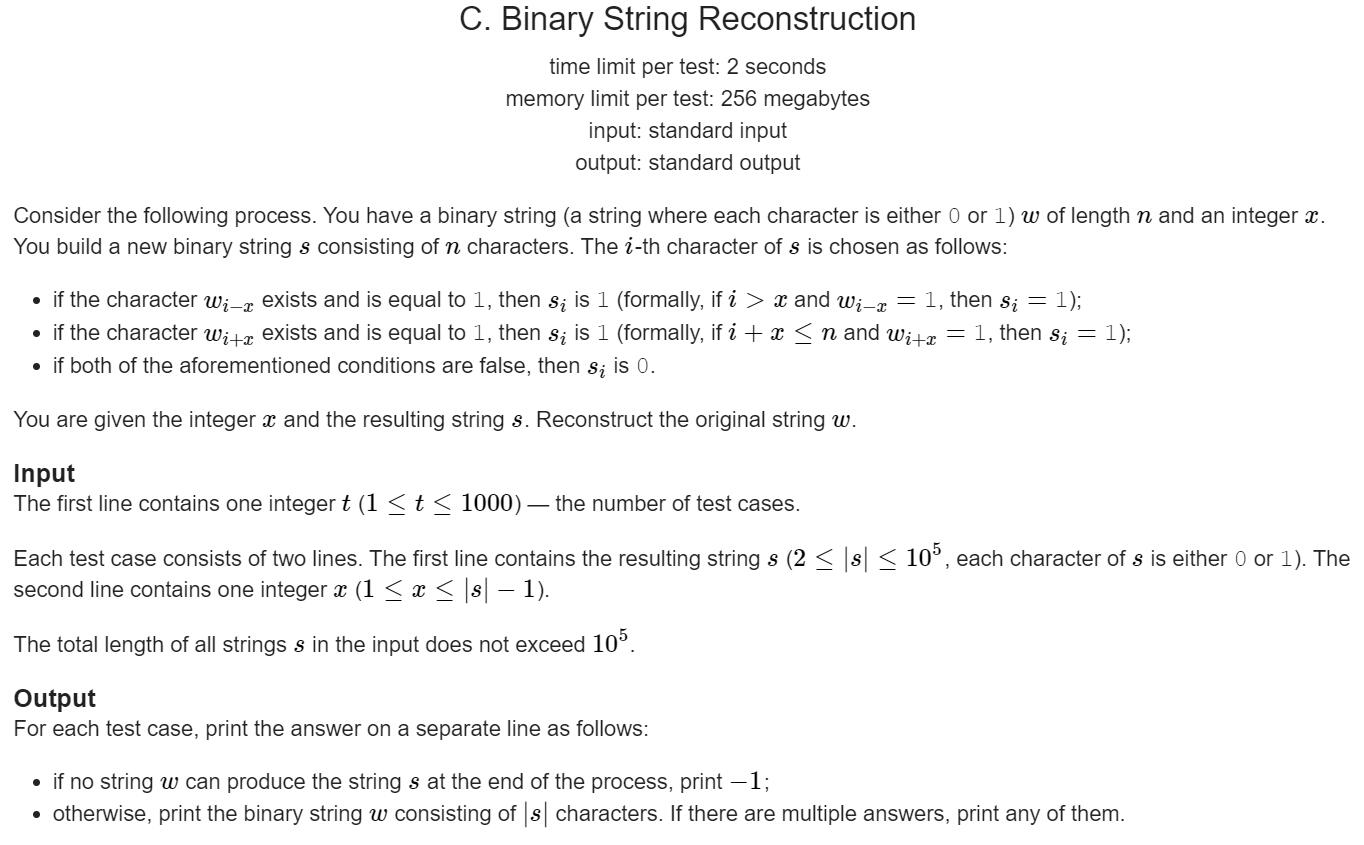 C. Binary String Reconstruction
time limit per test: 2 seconds
memory limit per test: 256 megabytes
input: standard input
output: standard output
Consider the following process. You have a binary string (a string where each character is either 0 or 1) w of length n and an integer x.
You build a new binary string s consisting of n characters. The i-th character of s is chosen as follows:
• if the character w_{i−x} exists and is equal to 1, then s_i is 1 (formally, if i > x and w_{i−x} = 1, then s_i = 1);
• if the character w_{i+x} exists and is equal to 1, then s_i is 1 (formally, if i + x ≤ n and w_{i+x} = 1, then s_i = 1);
• if both of the aforementioned conditions are false, then s_i is 0.
You are given the integer x and the resulting string s. Reconstruct the original string w.
Input
The first line contains one integer t (1 ≤ t ≤ 1000) — the number of test cases.
Each test case consists of two lines. The first line contains the resulting string s (2 ≤ |s| ≤ 10^5, each character of s is either 0 or 1). The
second line contains one integer x (1 ≤ x ≤ |s| − 1).
The total length of all strings s in the input does not exceed 10^5.
Output
For each test case, print the answer on a separate line as follows:
• if no string w can produce the string s at the end of the process, print −1;
• otherwise, print the binary string w consisting of |s| characters. If there are multiple answers, print any of them.